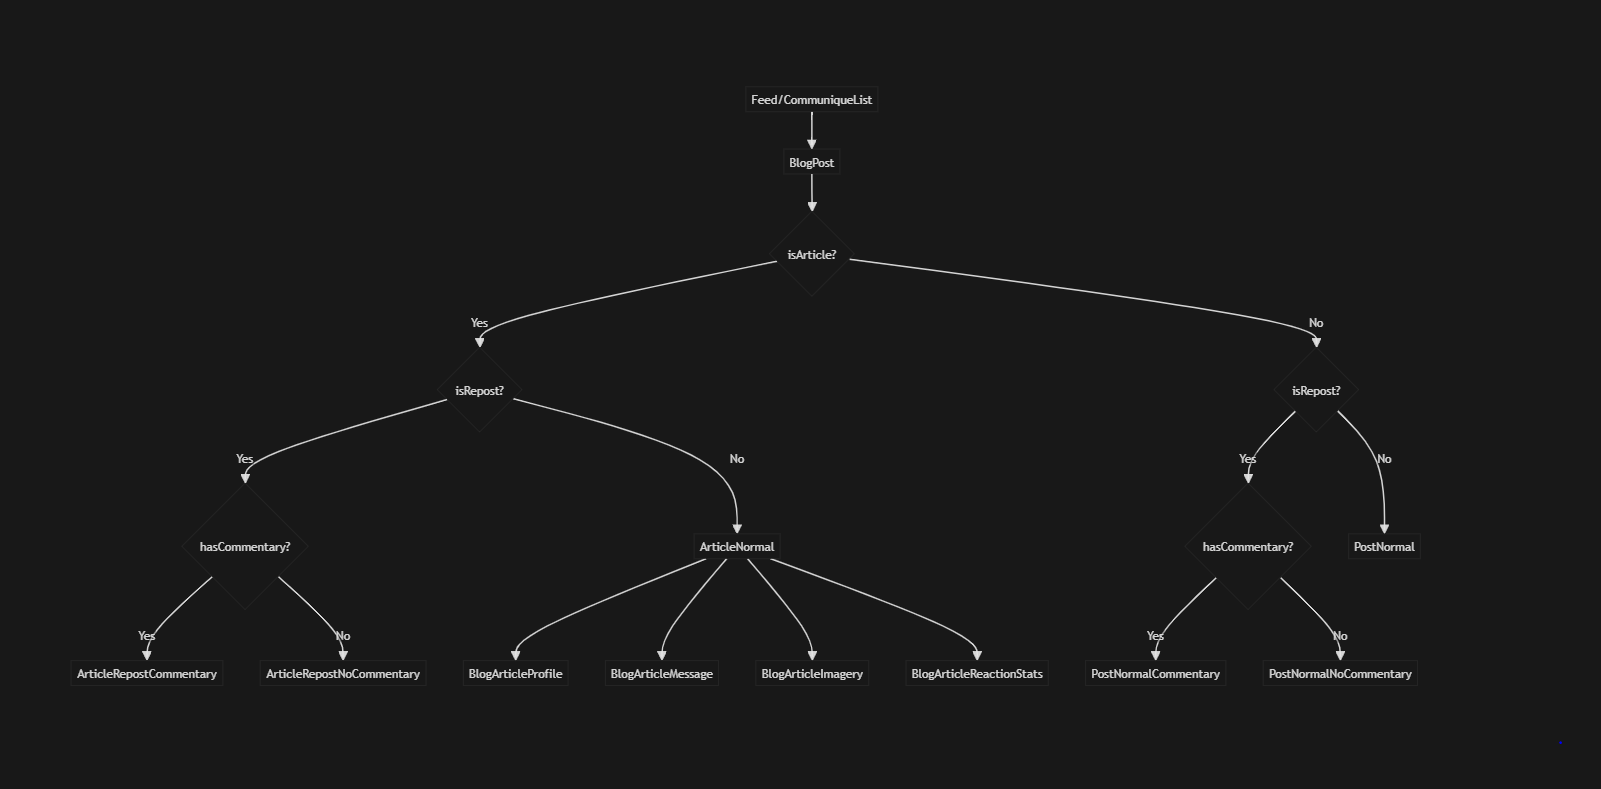 Feed/CommuniqueList
BlogPost
isArticle?
Yes
No
isRepost?
isRepost?
Yes
No
Yes
No
hasCommentary?
ArticleNormal
hasCommentary?
PostNormal
Yes
No
Yes
No
ArticleRepostCommentary
ArticleRepostNoCommentary
BlogArticleProfile
BlogArticleMessage
BlogArticleImagery
BlogArticleReactionStats
PostNormalCommentary
PostNormalNoCommentary